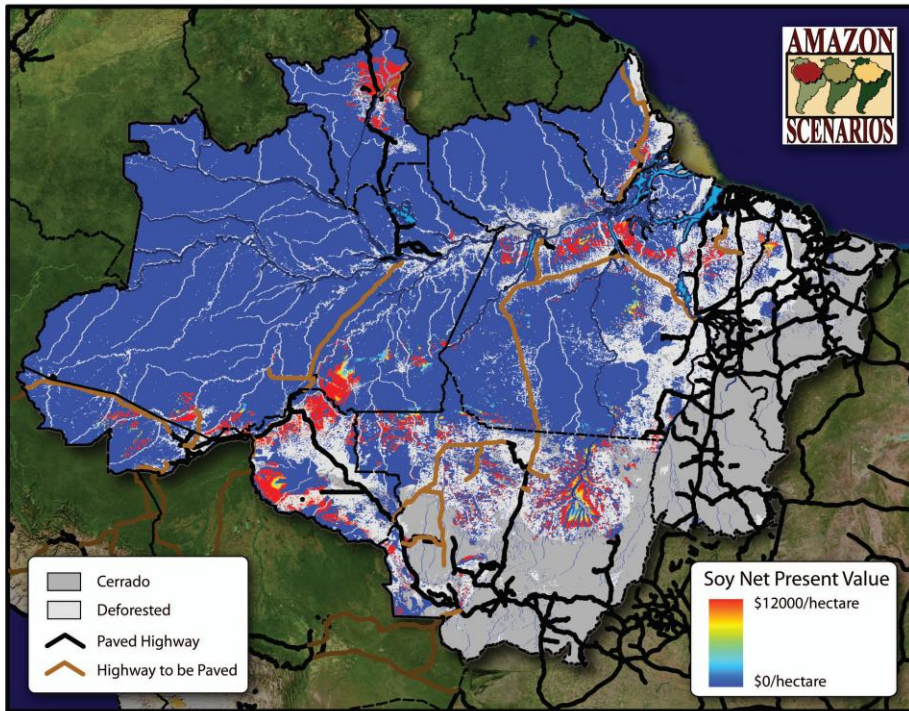 AMAZON
SCENARIOS
Cerrado
Deforested
Paved Highway
Highway to be Paved
Soy Net Present Value
$12000/hectare
$0/hectare